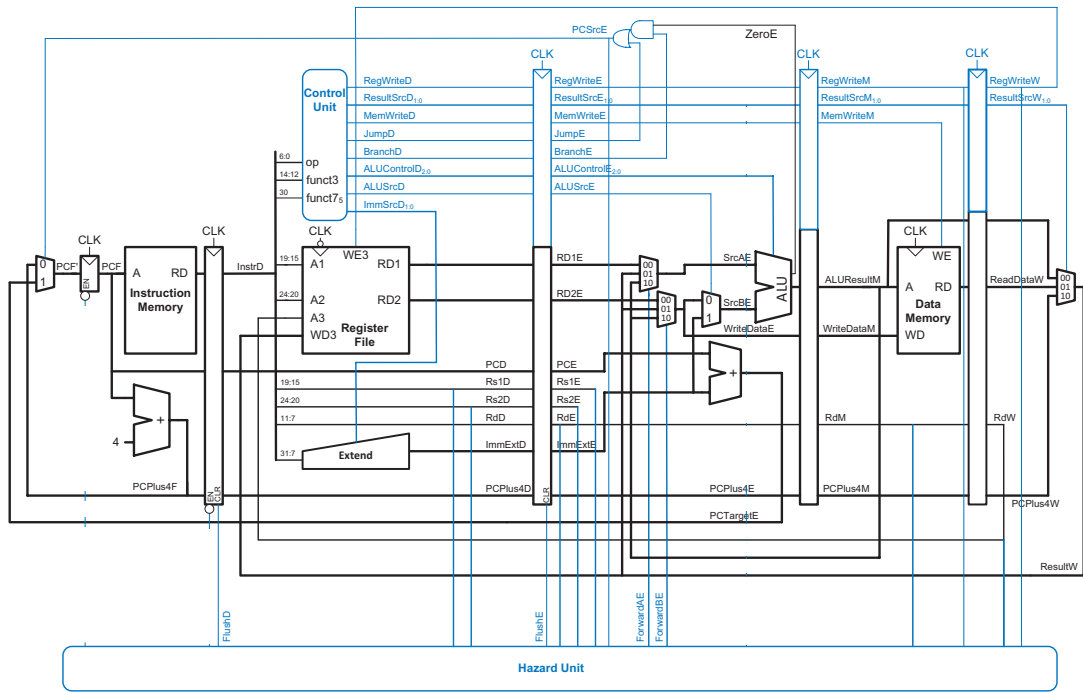 PCSrcE
ZeroE
CLK
CLK
CLK
Control Unit
RegWriteD
RegWriteE
RegWriteM
RegWriteW
ResultSrcD1:0
ResultSrcE1:0
ResultSrcM1:0
ResultSrcW1:0
MemWriteD
MemWriteE
MemWriteM
JumpD
JumpE
BranchD
BranchE
6:0
op
14:12
funct3
30
funct75
ALUControlD2:0
ALUControlE2:0
ALUSrcD
ALUSrcE
ImmSrcD1:0
CLK
CLK
CLK
CLK
0
1
PCF'
EN
PCF
A
RD
Instruction Memory
InstrD
19:15
A1
WE3
RD1
RD1E
00
01
10
SrcAE
ALU
ALUResultM
WE
A
RD
Data Memory
WD
ReadDataW
00
01
10
24:20
A2
RD2
RD2E
00
01
10
0
1
SrcBE
A3
WD3
Register File
WriteDataE
WriteDataM
PCD
PCE
+
19:15
Rs1D
Rs1E
24:20
Rs2D
Rs2E
11:7
RdD
RdE
RdM
RdW
+
4
31:7
Extend
ImmExtD
ImmExtE
PCPlus4F
EN
CLR
PCPlus4D
CLR
PCPlus4E
PCPlus4M
PCPlus4W
PCTargetE
ResultW
FlushD
FlushE
ForwardAE
ForwardBE
Hazard Unit